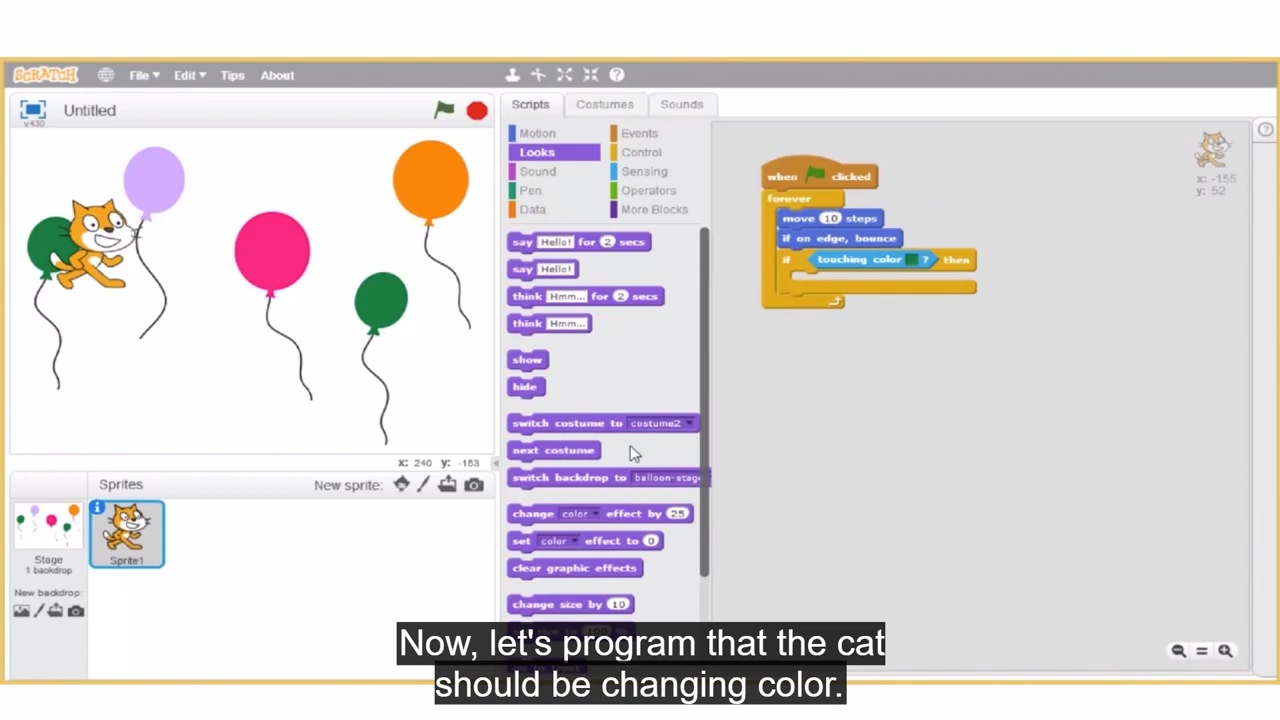 SCRATCH File Edit Tips About
v430 Untitled
Scripts Costumes Sounds
Motion Events
Looks Control
Sound Sensing
Pen Operators
Data More Blocks
say Hello! for 2 secs
say Hello!
think Hmm... for 2 secs
think Hmm...
show
hide
switch costume to costume2
next costume
switch backdrop to balloon-stage
change color effect by 25
set color effect to 0
clear graphic effects
change size by 10
when clicked
forever
move 10 steps
if on edge, bounce
if touching color ? then
x: -155
y: 52
x: 240 y: -153
Sprites New sprite:
Sprite1
Stage
1 backdrop
New backdrop:
Now, let's program that the cat
should be changing color.